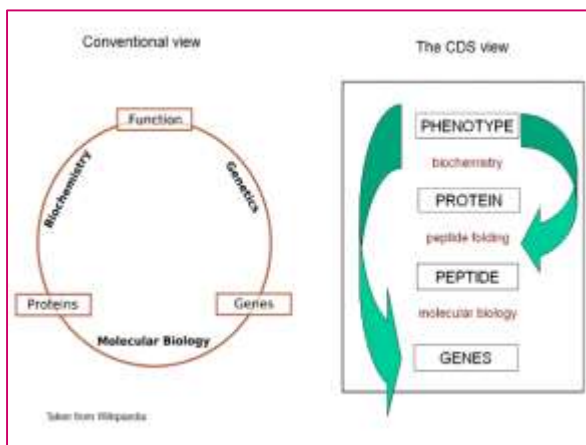 Conventional view
The CDS view
Function
Biochemistry
Genetics
Proteins
Genes
Molecular Biology
Taken from Wikipaedia
PHENOTYPE
biochemistry
PROTEIN
peptide folding
PEPTIDE
molecular biology
GENES